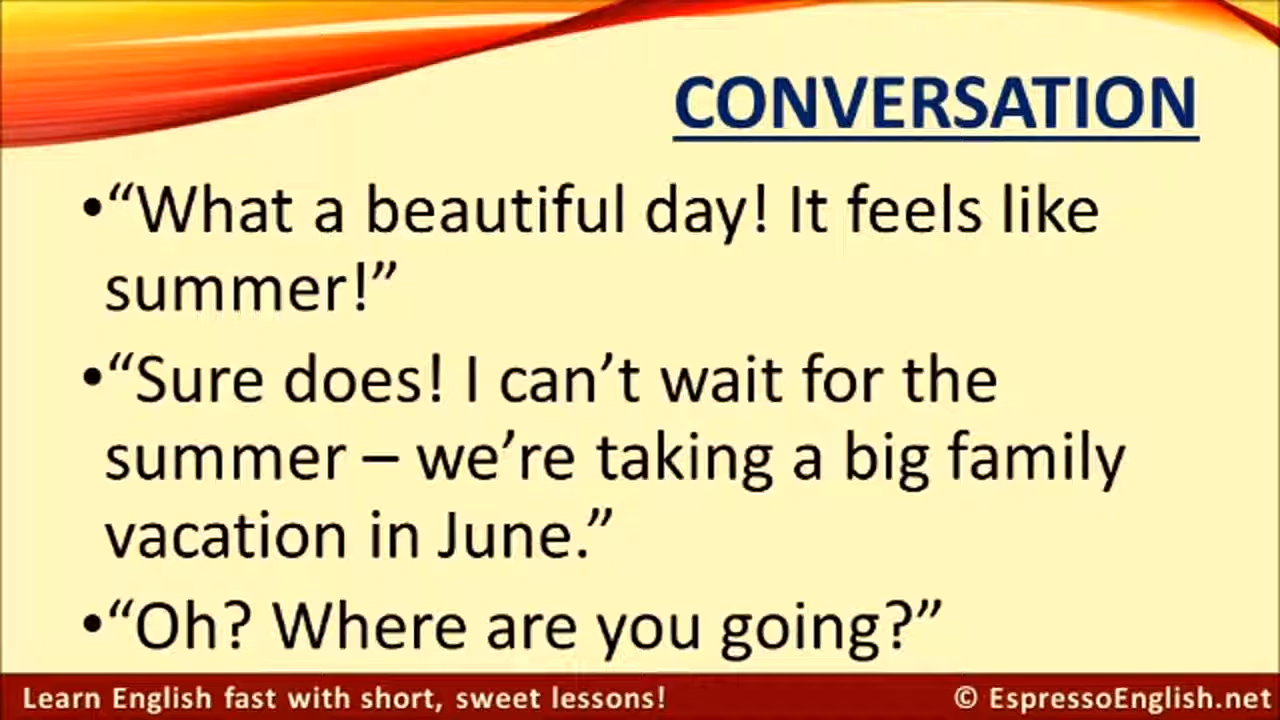 CONVERSATION
•“What a beautiful day! It feels like
summer!”
•“Sure does! I can’t wait for the
summer – we’re taking a big family
vacation in June.”
•“Oh? Where are you going?”
Learn English fast with short, sweet lessons!
© EspressoEnglish.net